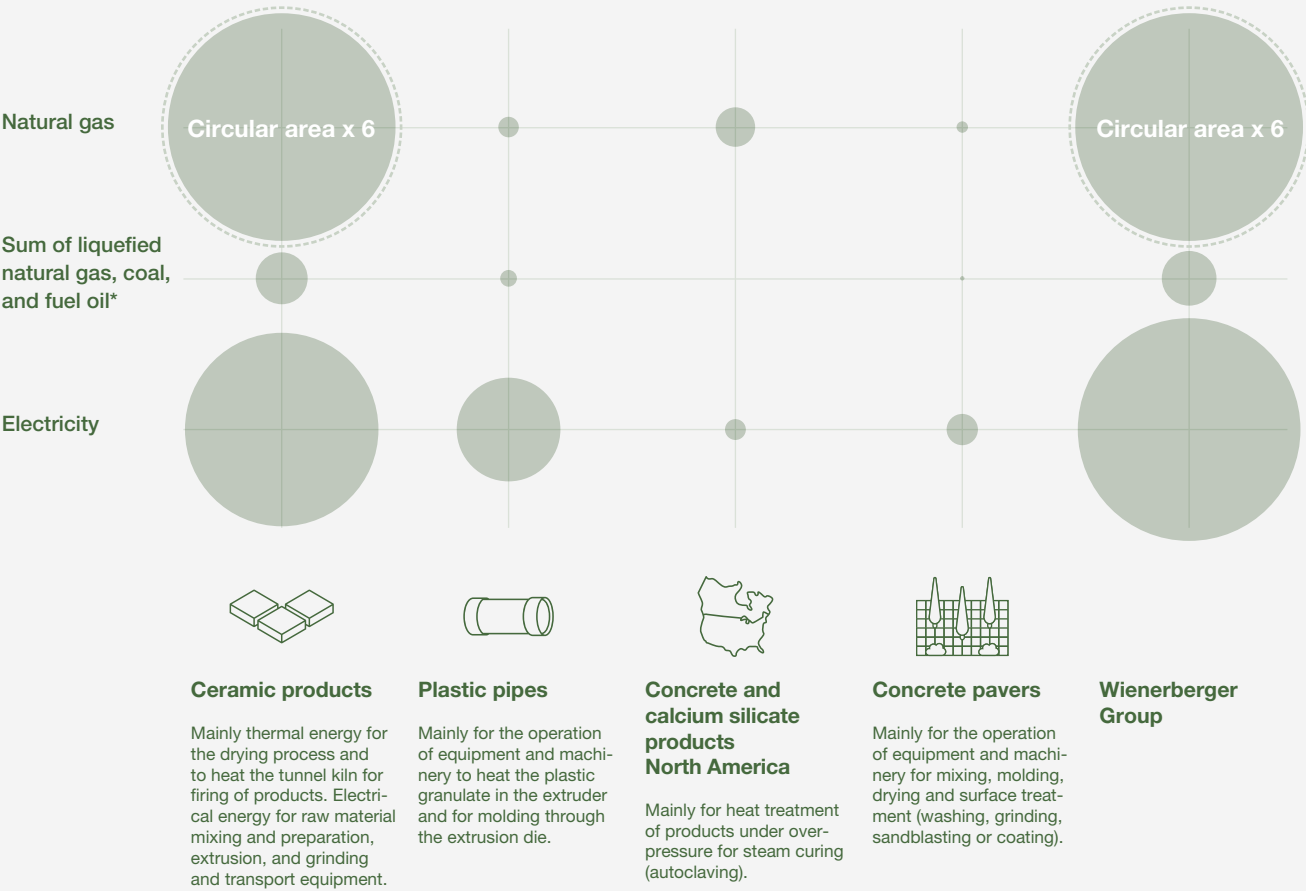 Natural gas
Circular area x 6
Circular area x 6
Sum of liquefied
natural gas, coal,
and fuel oil*
Electricity
Ceramic products
Mainly thermal energy for
the drying process and
to heat the tunnel kiln for
firing of products. Electri-
cal energy for raw material
mixing and preparation,
extrusion, and grinding
and transport equipment.
Plastic pipes
Mainly for the operation
of equipment and machi-
nery to heat the plastic
granulate in the extruder
and for molding through
the extrusion die.
Concrete and
calcium silicate
products
North America
Mainly for heat treatment
of products under over-
pressure for steam curing
(autoclaving).
Concrete pavers
Mainly for the operation
of equipment and machi-
nery for mixing, molding,
drying and surface treat-
ment (washing, grinding,
sandblasting or coating).
Wienerberger
Group